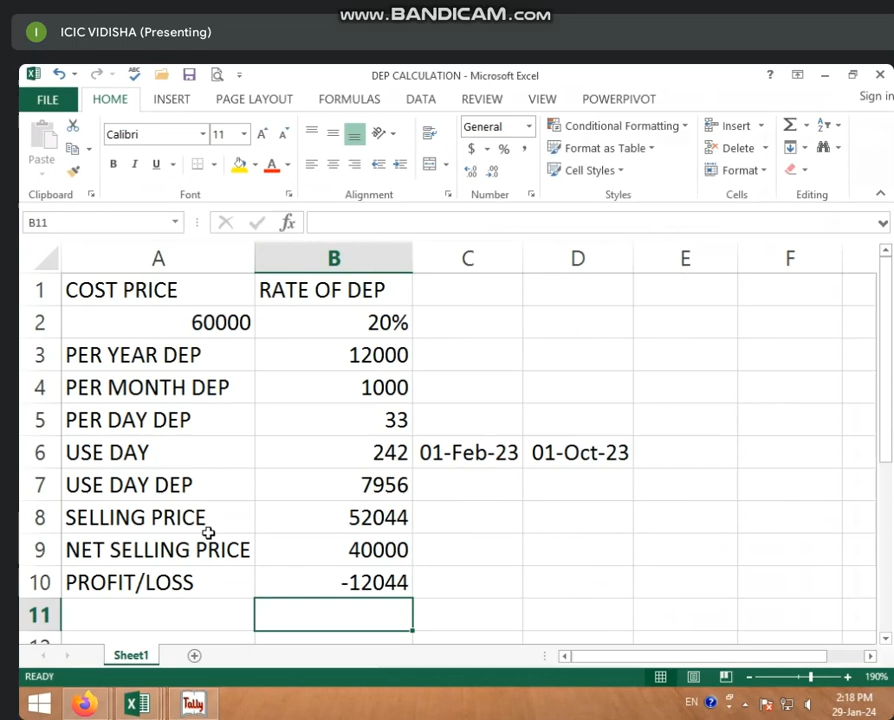 www.BANDICAM.com
I ICIC VIDISHA (Presenting)
DEP CALCULATION - Microsoft Excel
FILE HOME INSERT PAGE LAYOUT FORMULAS DATA REVIEW VIEW POWERPIVOT Sign in
Calibri 11 General Conditional Formatting Insert
Paste Format as Table Delete
B I U A $ % Cell Styles Format
Clipboard Font Alignment Number Styles Cells Editing
B11 fx
A B C D E F
1 COST PRICE RATE OF DEP
2 60000 20%
3 PER YEAR DEP 12000
4 PER MONTH DEP 1000
5 PER DAY DEP 33
6 USE DAY 242 01-Feb-23 01-Oct-23
7 USE DAY DEP 7956
8 SELLING PRICE 52044
9 NET SELLING PRICE 40000
10 PROFIT/LOSS -12044
11
Sheet1
READY 190%
Tally EN 2:18 PM
29-Jan-24